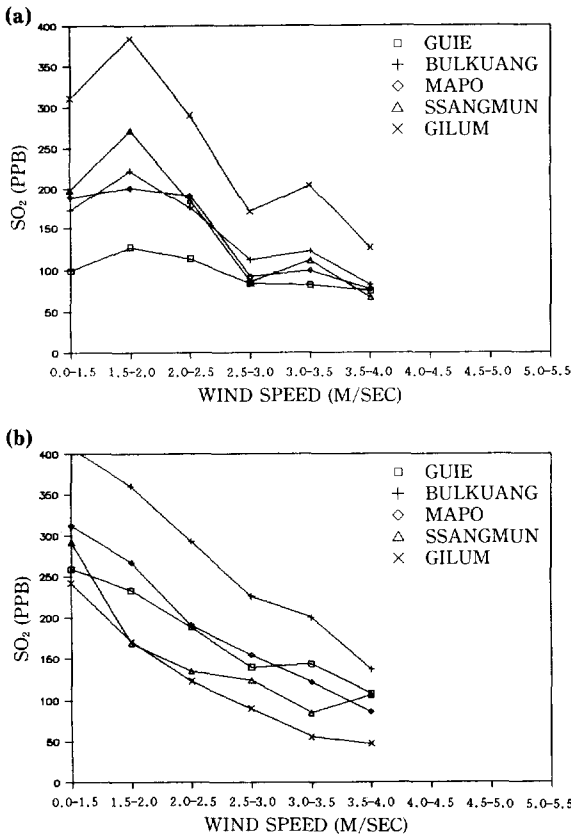 (a)
400
350
300
250
200
150
100
50
0
SO₂ (PPB)
□ GUIE
+ BULKUANG
◇ MAPO
△ SSANGMUN
× GILUM
0.0-1.5 1.5-2.0 2.0-2.5 2.5-3.0 3.0-3.5 3.5-4.0 4.0-4.5 4.5-5.0 5.0-5.5
WIND SPEED (M/SEC)
(b)
400
350
300
250
200
150
100
50
0
SO₂ (PPB)
□ GUIE
+ BULKUANG
◇ MAPO
△ SSANGMUN
× GILUM
0.0-1.5 1.5-2.0 2.0-2.5 2.5-3.0 3.0-3.5 3.5-4.0 4.0-4.5 4.5-5.0 5.0-5.5
WIND SPEED (M/SEC)